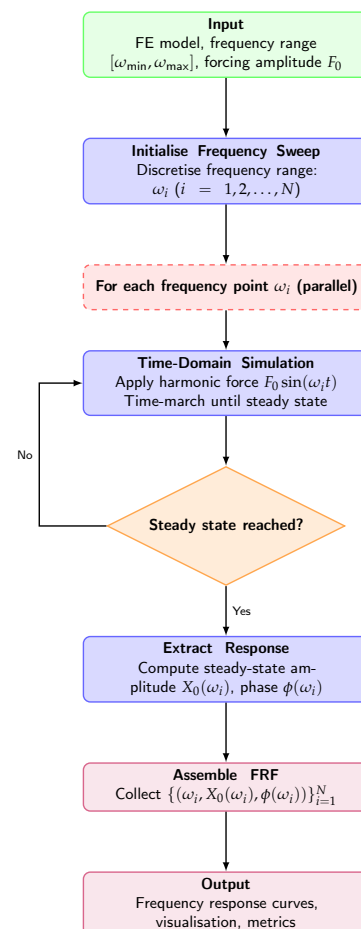 Input
FE model, frequency range
[ω_min, ω_max], forcing amplitude F_0
Initialise Frequency Sweep
Discretise frequency range:
ω_i (i = 1,2,...,N)
For each frequency point ω_i (parallel)
Time-Domain Simulation
Apply harmonic force F_0 sin(ω_i t)
Time-march until steady state
No
Steady state reached?
Yes
Extract Response
Compute steady-state am-
plitude X_0(ω_i), phase ϕ(ω_i)
Assemble FRF
Collect {(ω_i, X_0(ω_i), ϕ(ω_i))}_{i=1}^N
Output
Frequency response curves,
visualisation, metrics